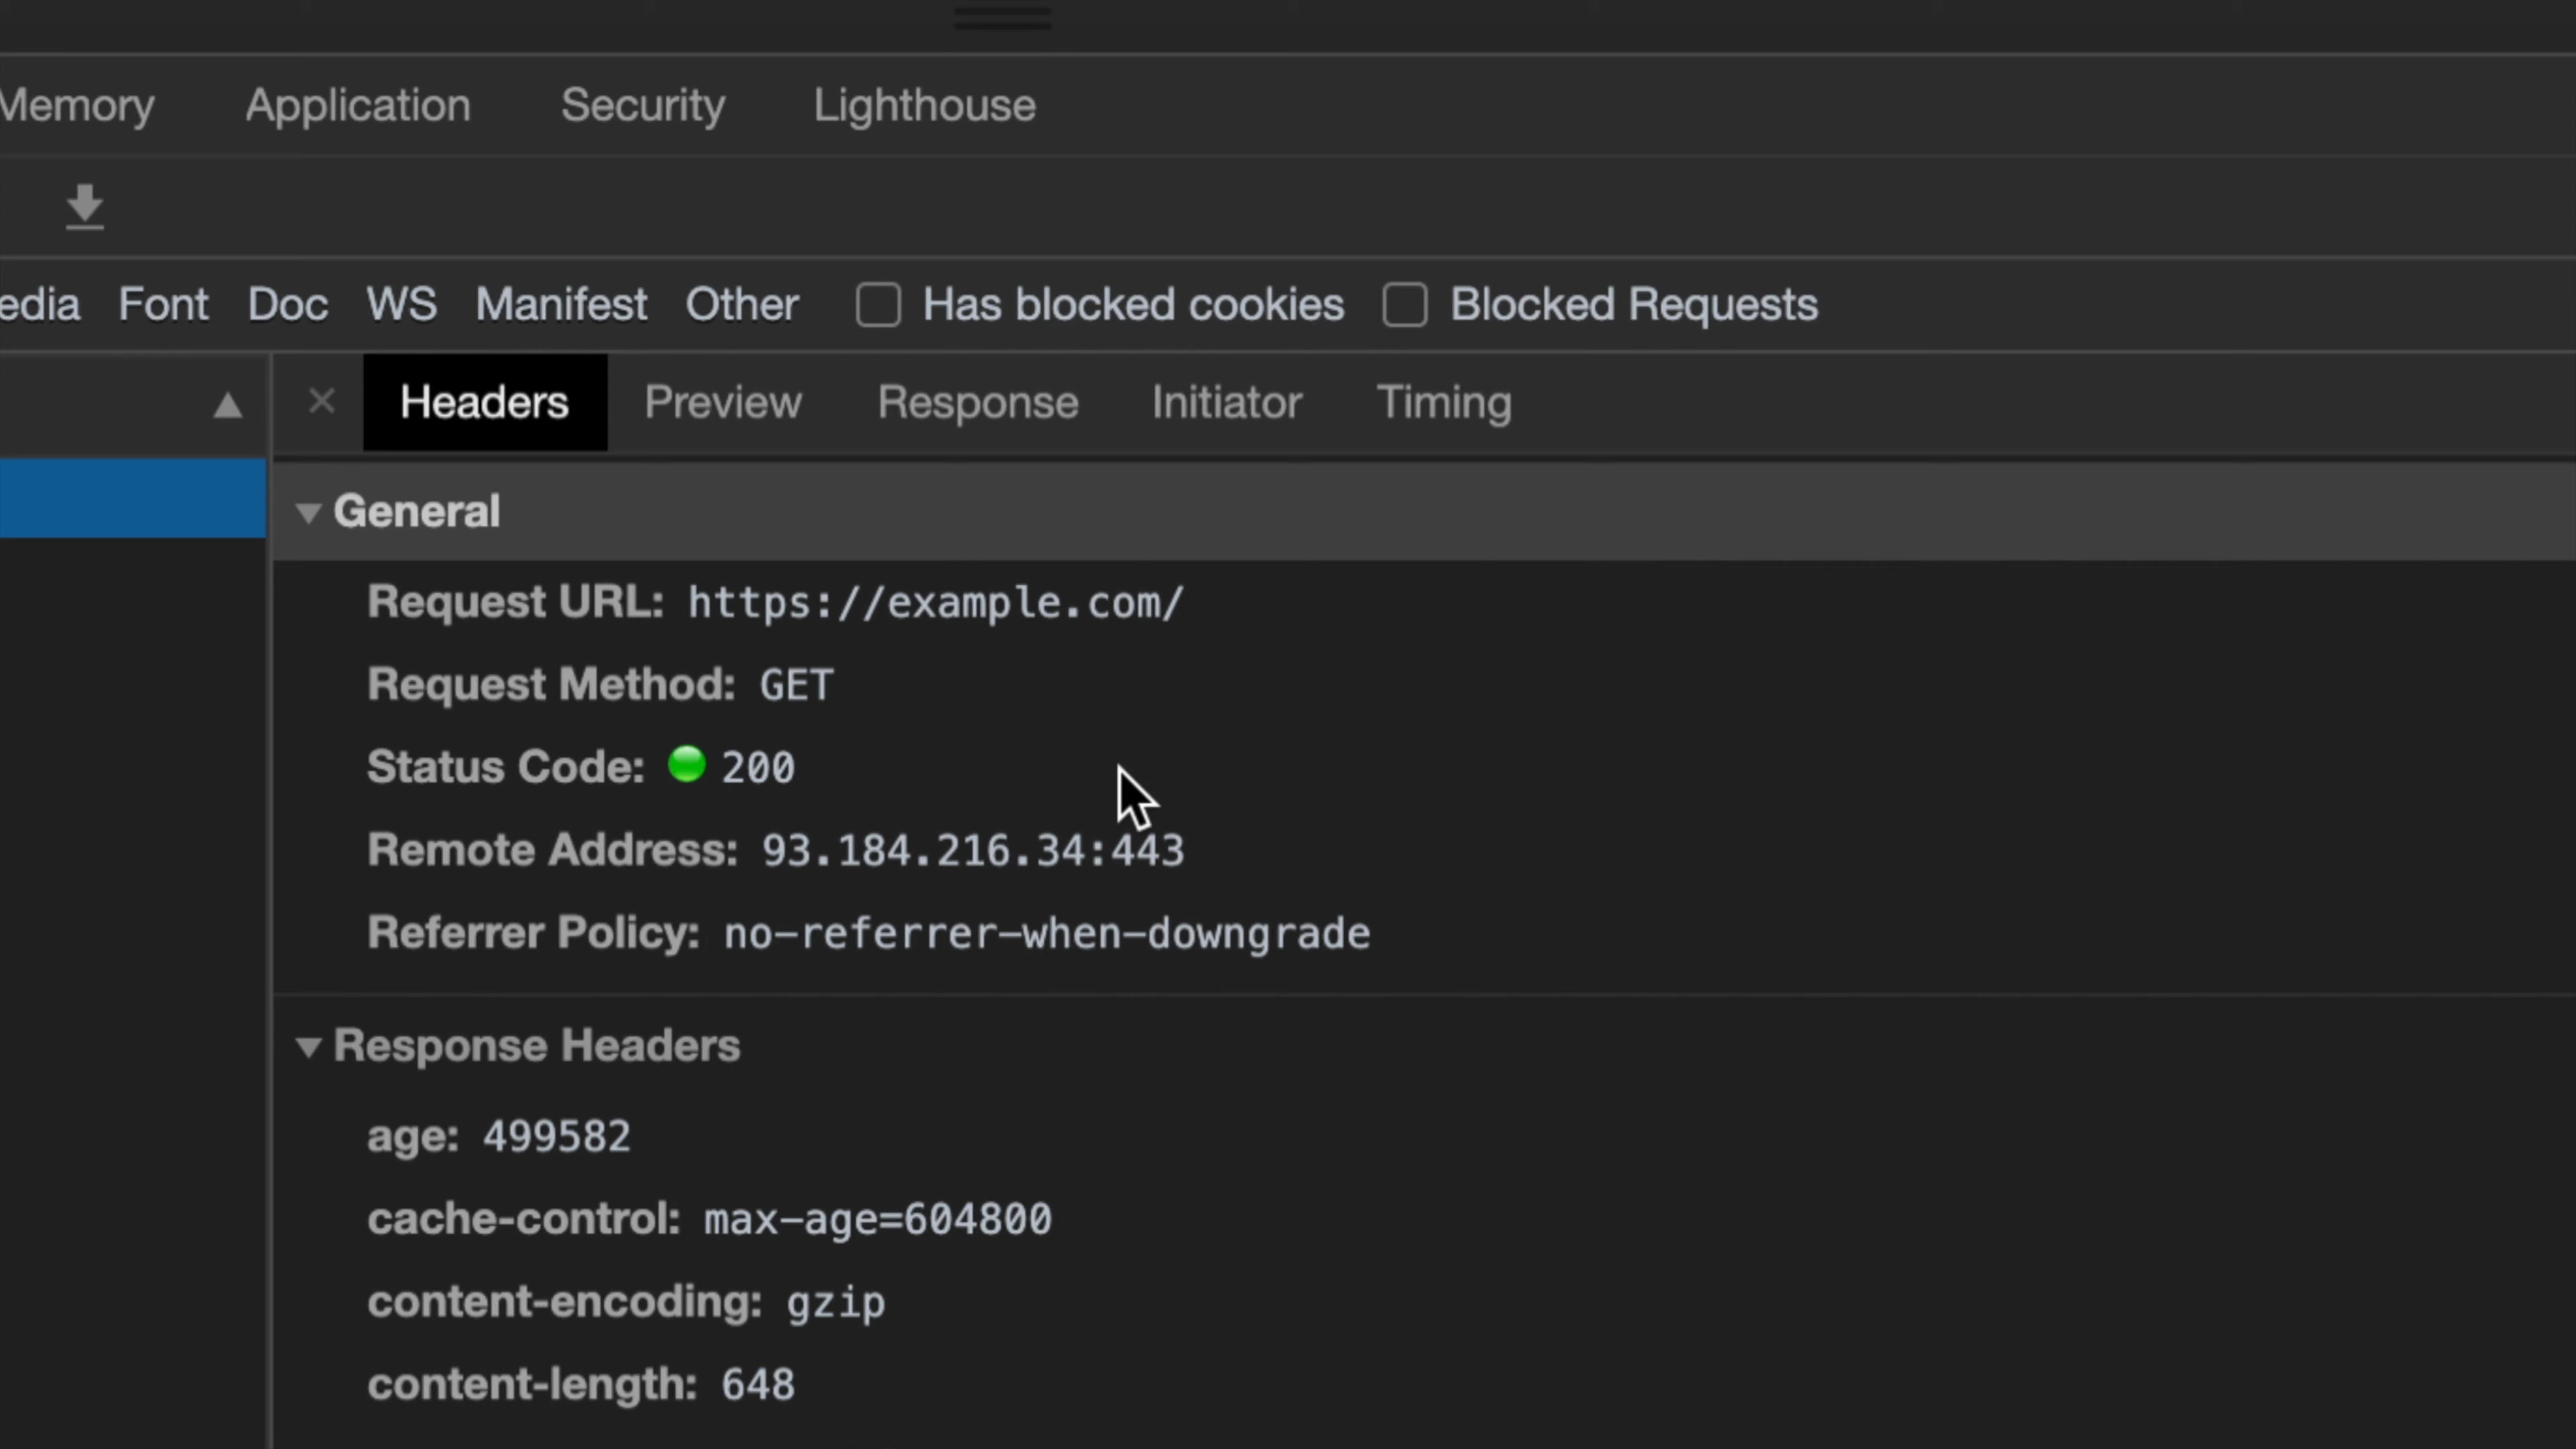 Memory Application Security Lighthouse
edia Font Doc WS Manifest Other Has blocked cookies Blocked Requests
× Headers Preview Response Initiator Timing
General
Request URL: https://example.com/
Request Method: GET
Status Code: 200
Remote Address: 93.184.216.34:443
Referrer Policy: no-referrer-when-downgrade
Response Headers
age: 499582
cache-control: max-age=604800
content-encoding: gzip
content-length: 648